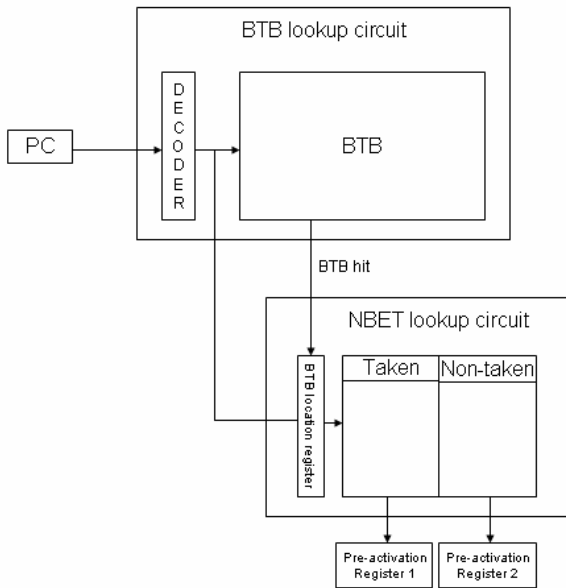 BTB lookup circuit
DECODER
PC
BTB
BTB hit
NBET lookup circuit
BTB location register
Taken
Non-taken
Pre-activation
Register 1
Pre-activation
Register 2